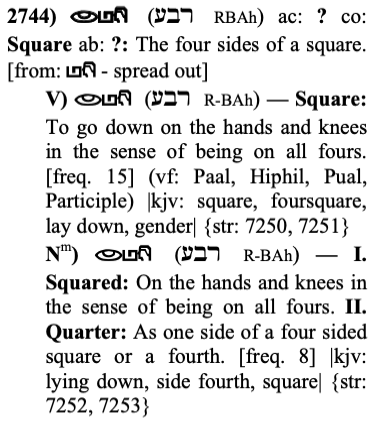 2744) (רבע RBAh) ac: ? co:
Square ab: ?: The four sides of a square.
[from: - spread out]
V) (רבע R-BAh) — Square:
To go down on the hands and knees
in the sense of being on all fours.
[freq. 15] (vf: Paal, Hiphil, Pual,
Participle) |kjv: square, foursquare,
lay down, gender| {str: 7250, 7251}
Nᵐ) (רבע R-BAh) — I.
Squared: On the hands and knees in
the sense of being on all fours. II.
Quarter: As one side of a four sided
square or a fourth. [freq. 8] |kjv:
lying down, side fourth, square| {str:
7252, 7253}